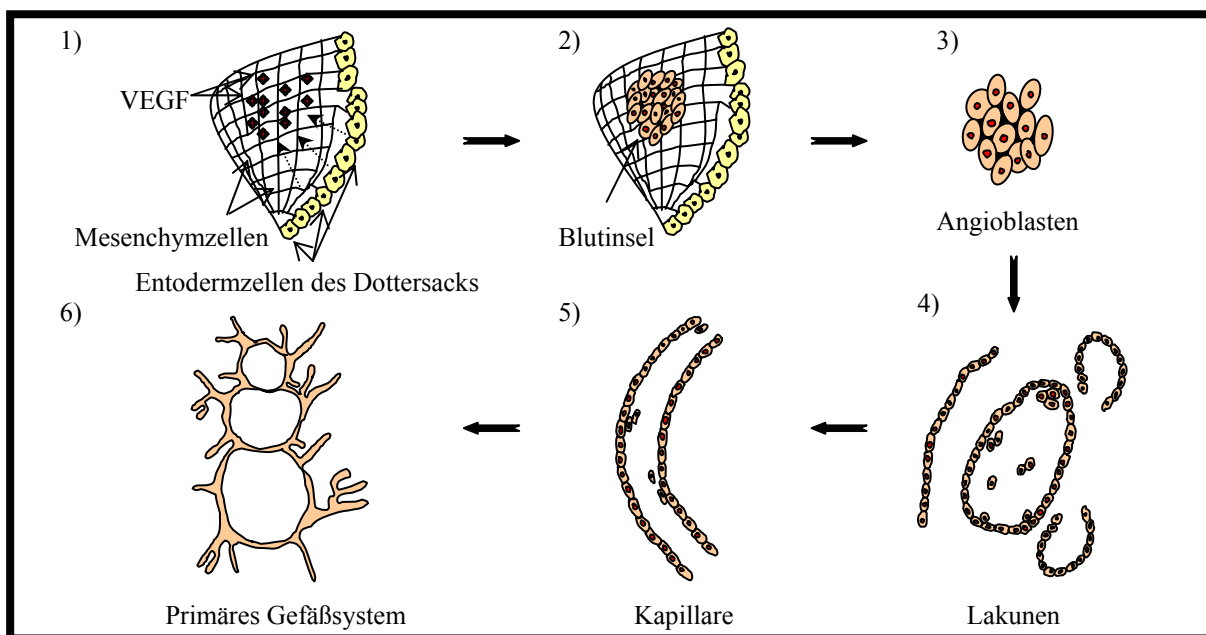 1)
VEGF
Mesenchymzellen
Entodermzellen des Dottersacks
2)
Blutinsel
3)
Angioblasten
4)
Lakunen
5)
Kapillare
6)
Primäres Gefäßsystem